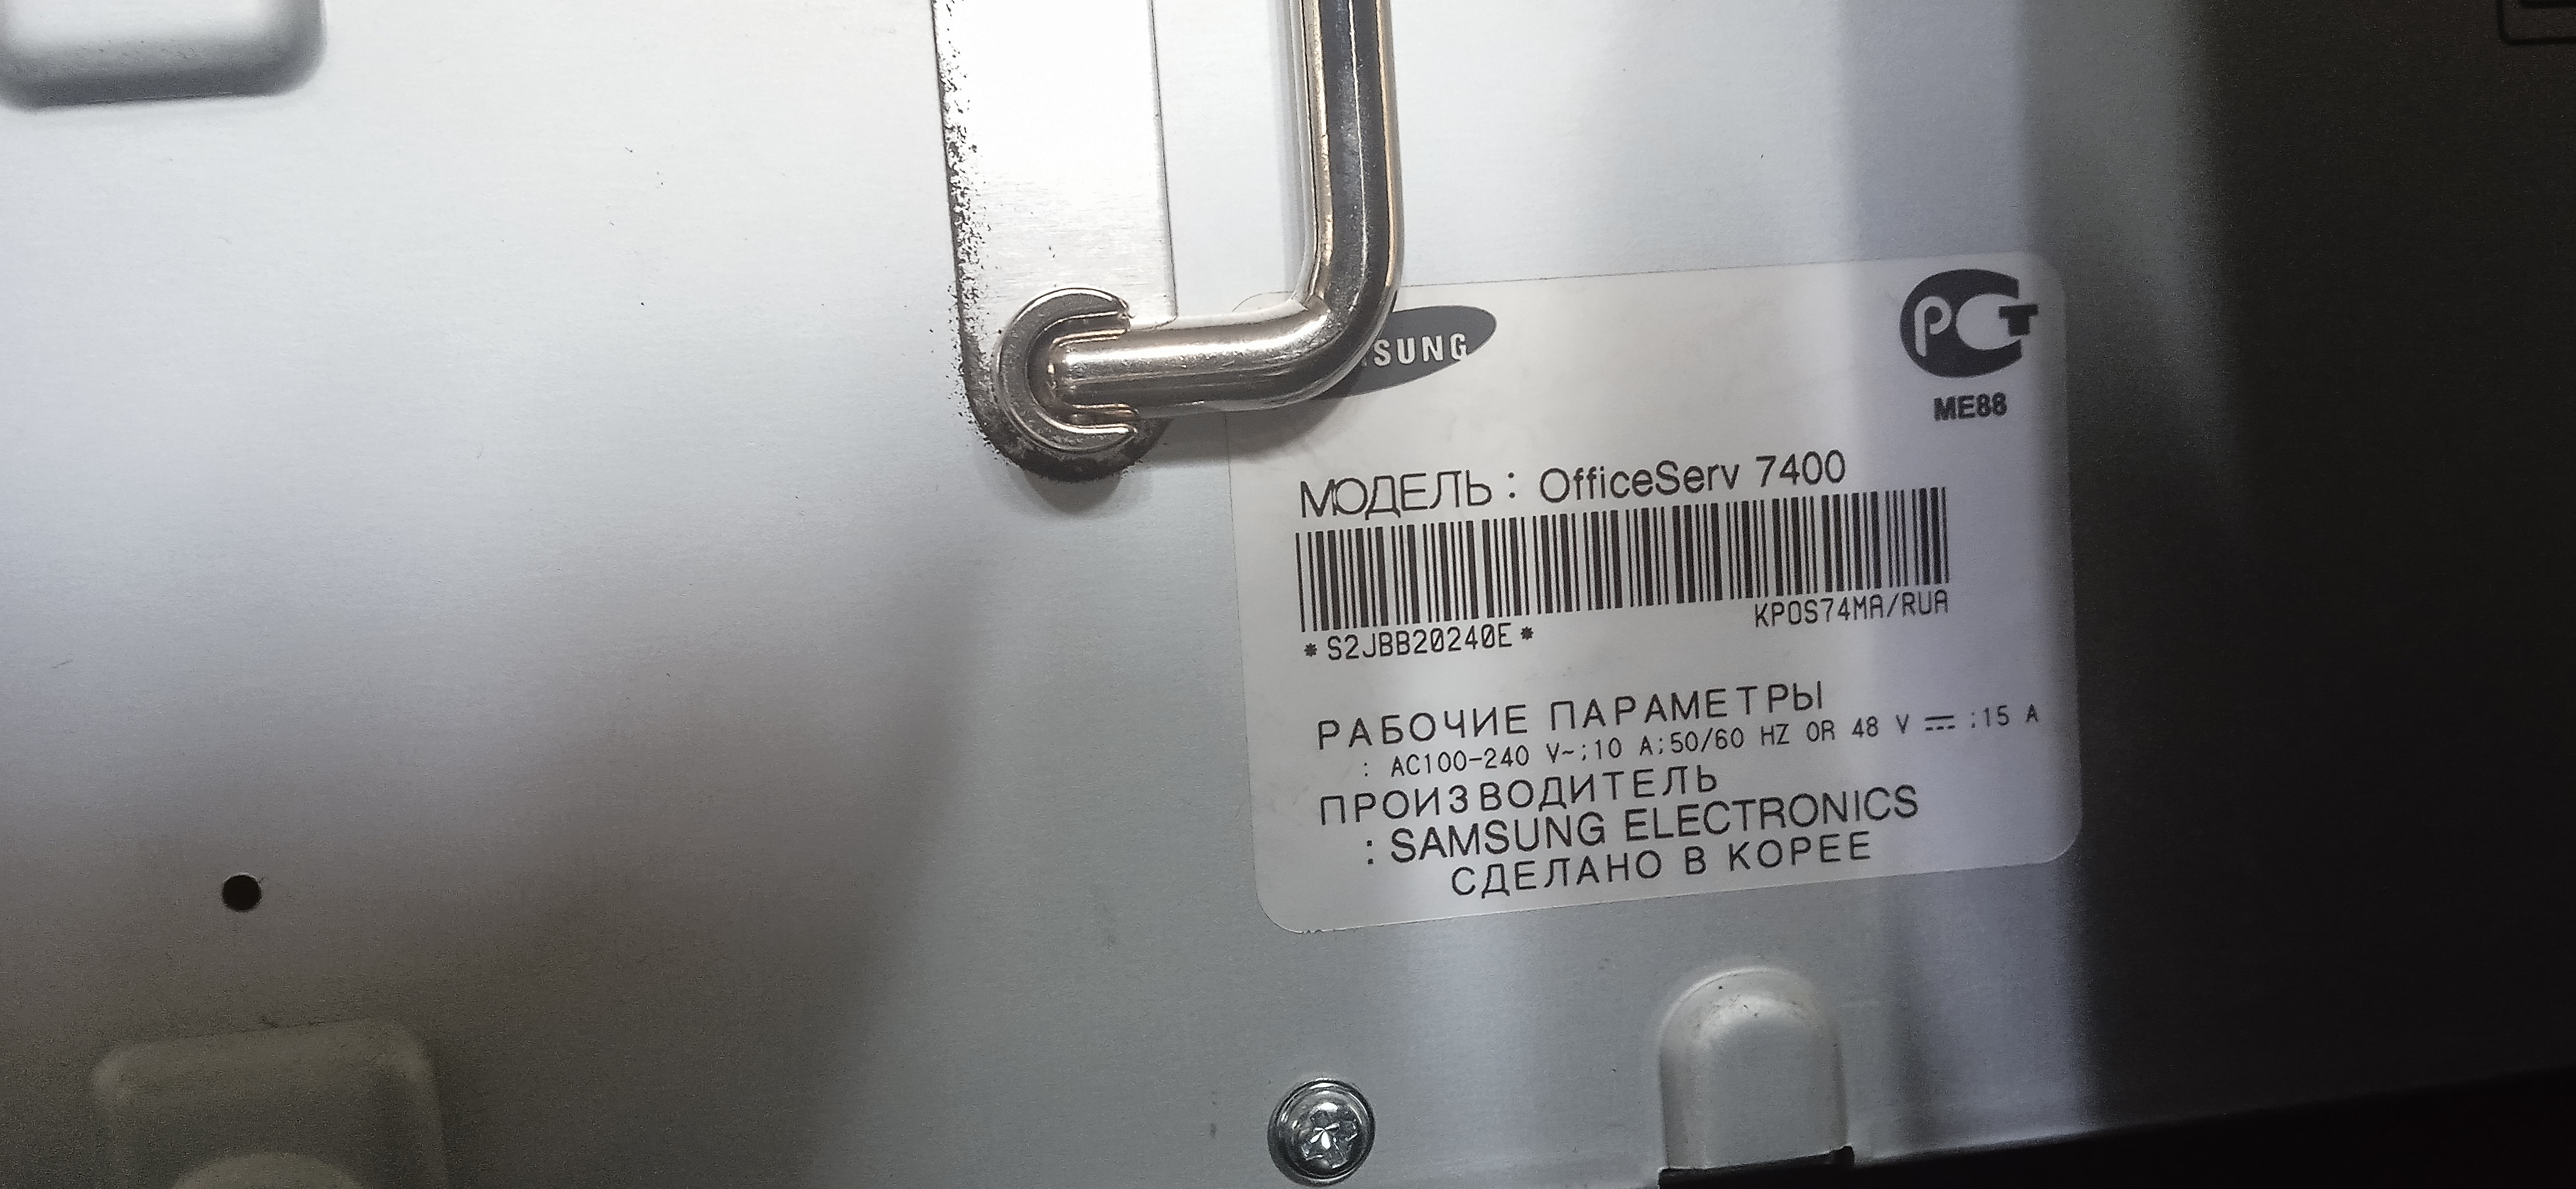 SUNG
РСТ
ME88
МОДЕЛЬ : OfficeServ 7400
KPOS74MA/RUA
*S2JBB20240E*
РАБОЧИЕ ПАРАМЕТРЫ
: AC100-240 V~;10 A;50/60 HZ OR 48 V ⎓ ;15 A
ПРОИЗВОДИТЕЛЬ
: SAMSUNG ELECTRONICS
СДЕЛАНО В КОРЕЕ